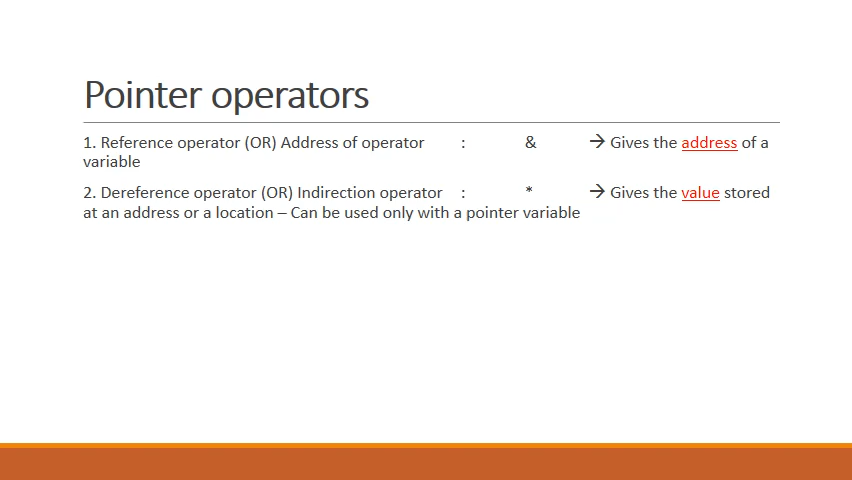 Pointer operators
1. Reference operator (OR) Address of operator : & → Gives the address of a
variable
2. Dereference operator (OR) Indirection operator : * → Gives the value stored
at an address or a location – Can be used only with a pointer variable